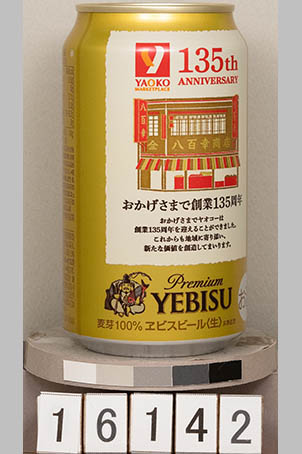 YAOKO
MARKETPLACE
135th
ANNIVERSARY
八百幸
八百幸商店
おかげさまで創業135周年
おかげさまでヤオコーは
創業135周年を迎えることができました。
これからも地域に寄り添い、
新たな価値を創造してまいります。
Premium
YEBISU
麦芽100% ヱビスビール〈生〉
16142